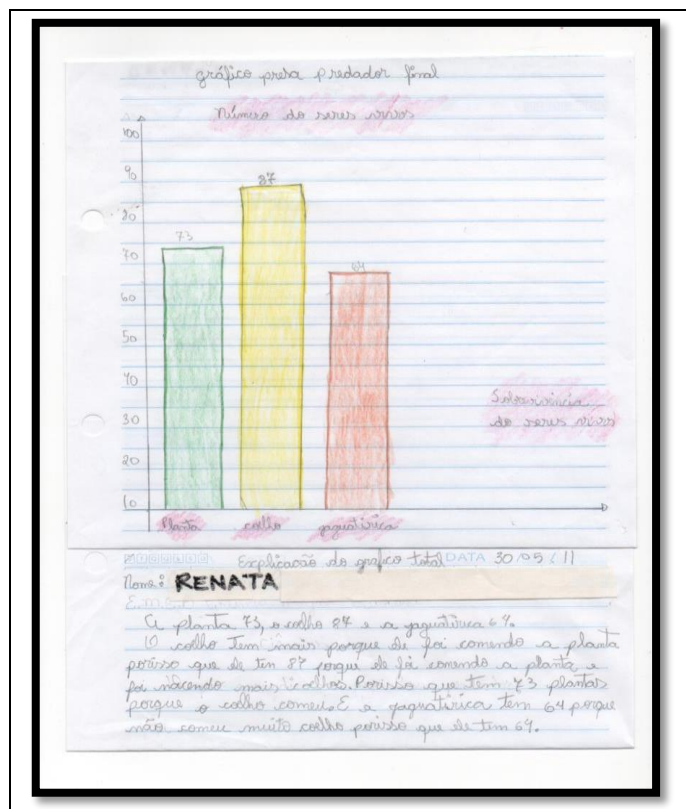 gráfico presa predador final
Número do seres vivos
100
90
87
80
73
70
64
60
50
40
30
20
10
Sobrevivência
do seres vivos
Planta coelho jaguatirica
Explicação do gráfico total DATA 30/05/11
Nome: RENATA
A planta 73, o coelho 87 e a jaguatirica 64.
O coelho Tem mais porque ele foi comendo a planta
porisso que ele tem 87 porque ele foi comendo a planta e
foi nacendo mais coelhos. Porisso que tem 73 plantas
porque o coelho comeu. E a jaguatirica tem 64 porque
não comeu muito coelho porisso que ele tem 64.